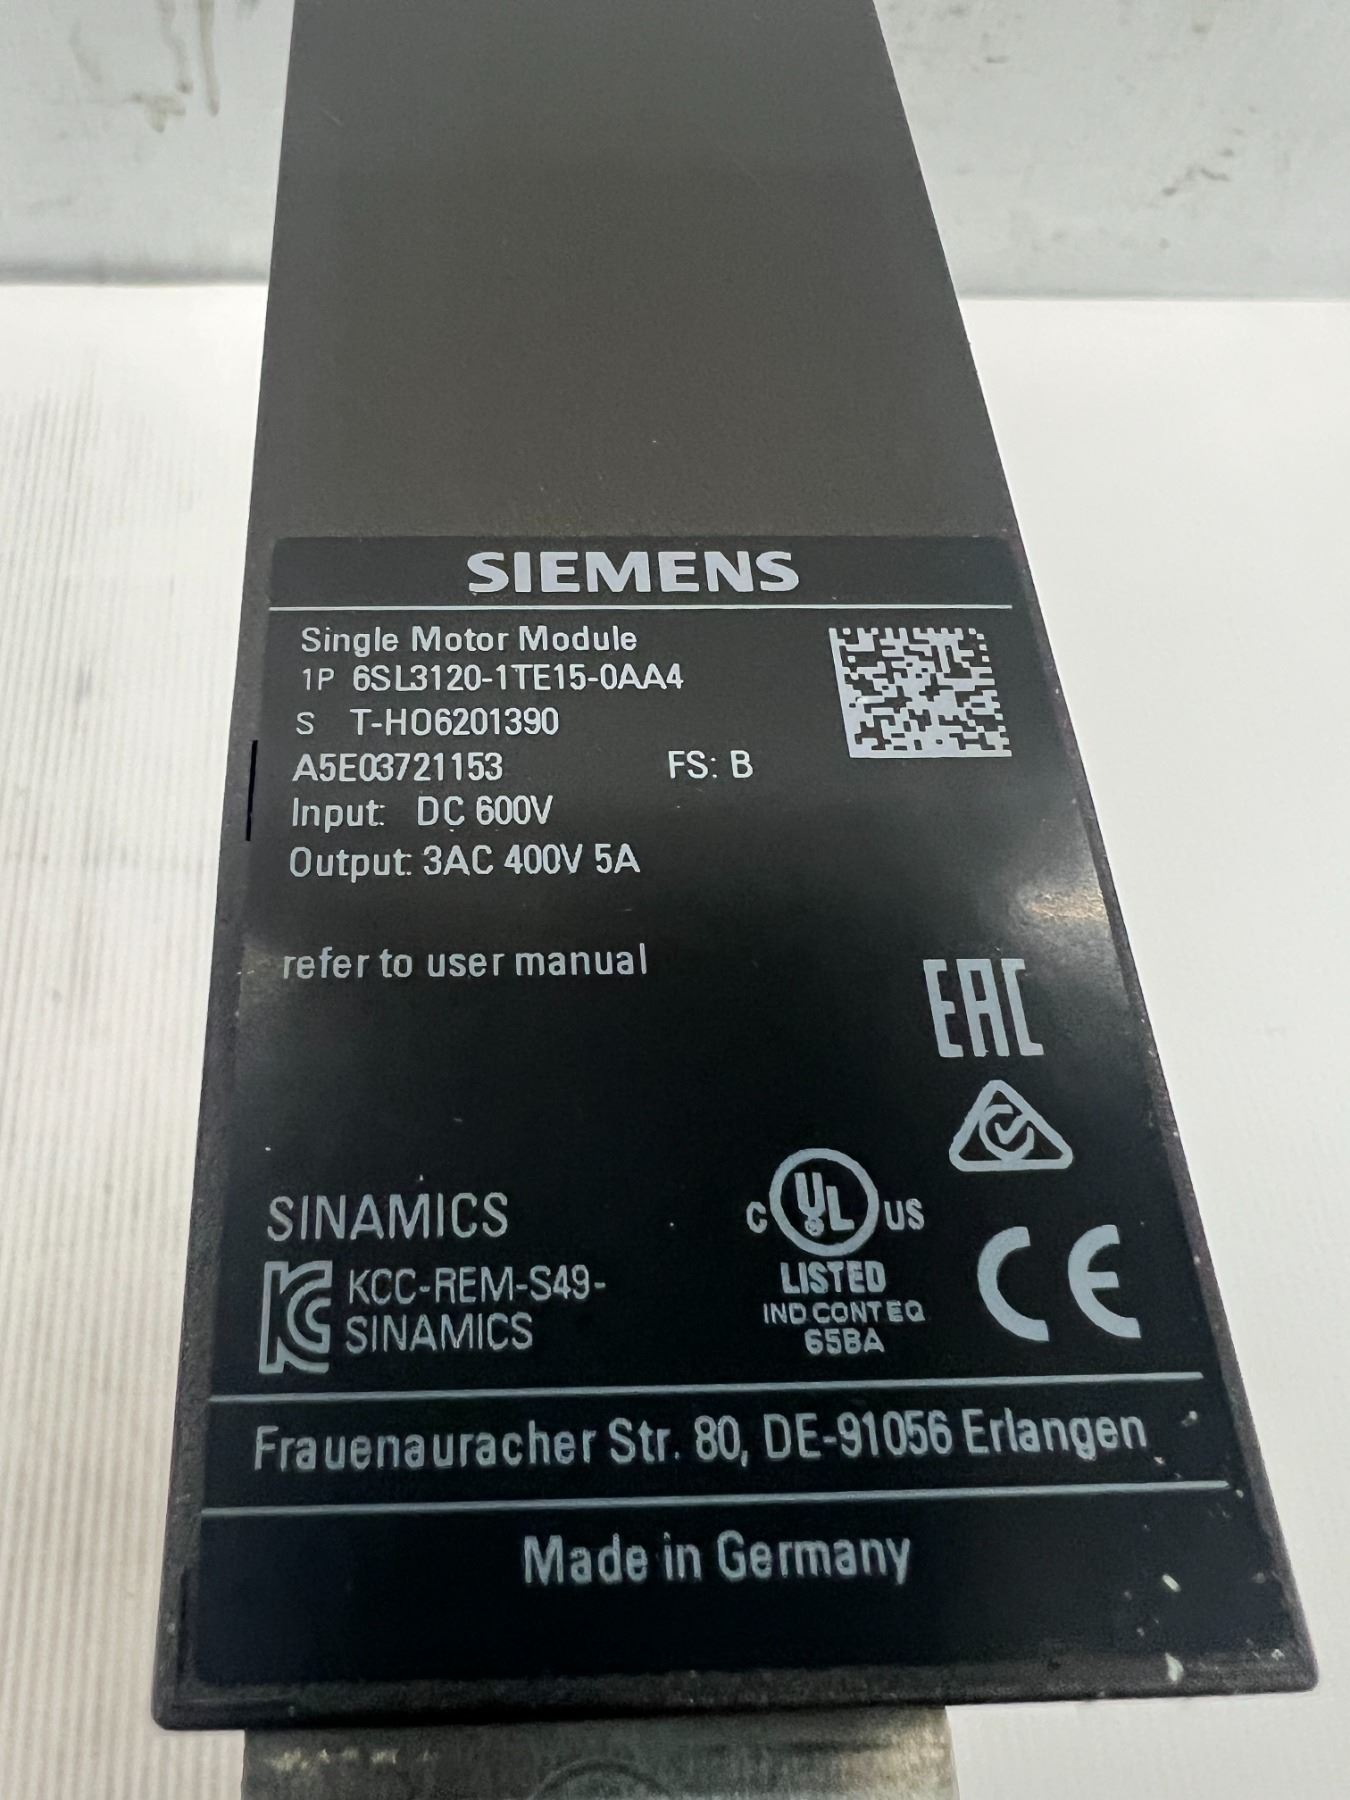 SIEMENS
Single Motor Module
1P 6SL3120-1TE15-0AA4
S T-HO6201390
A5E03721153 FS: B
Input: DC 600V
Output: 3AC 400V 5A
refer to user manual
EAC
SINAMICS
C UL US
LISTED
IND CONT EQ
65BA
CE
KC KCC-REM-S49-
SINAMICS
Frauenauracher Str. 80, DE-91056 Erlangen
Made in Germany